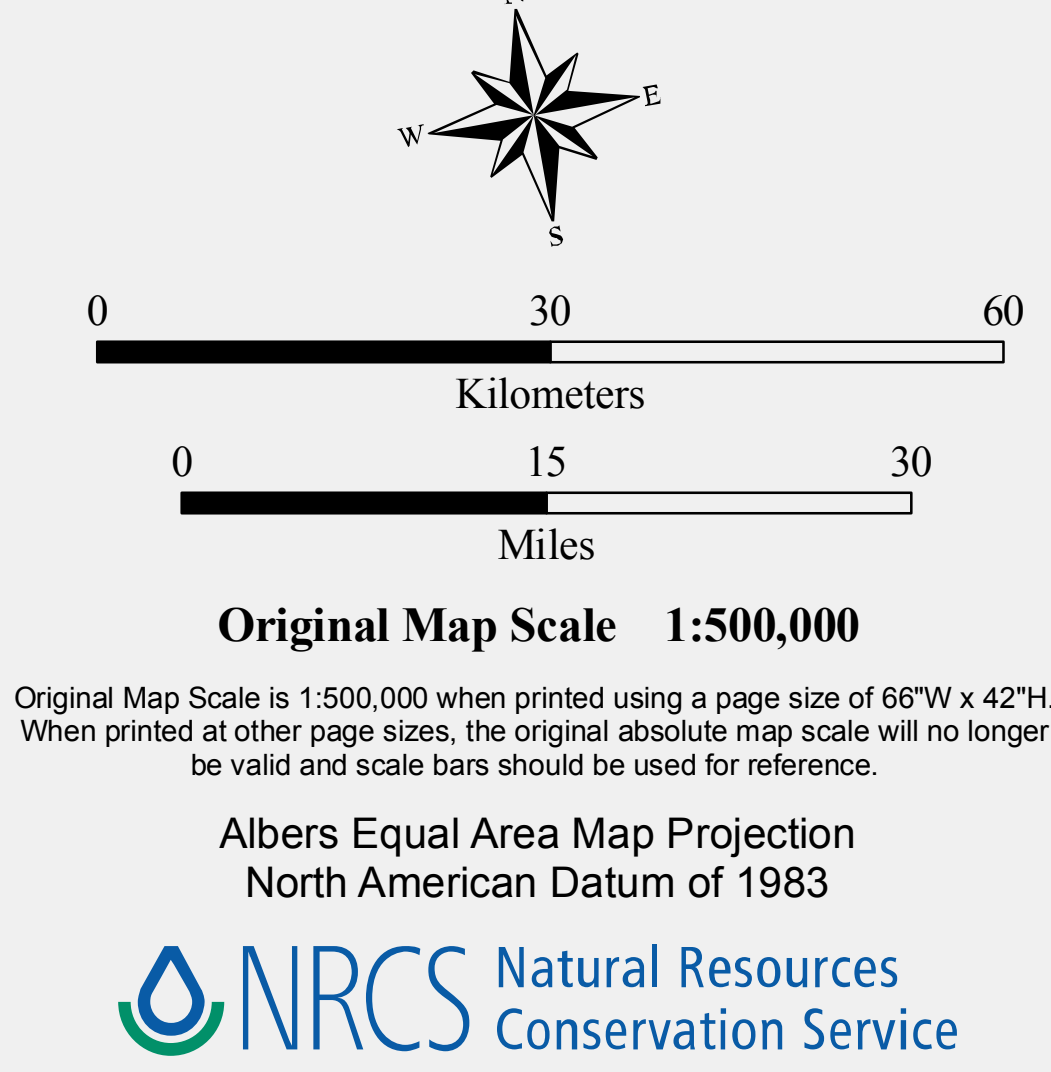 N
W E
S
0 30 60
Kilometers
0 15 30
Miles
Original Map Scale 1:500,000
Original Map Scale is 1:500,000 when printed using a page size of 66"W x 42"H.
When printed at other page sizes, the original absolute map scale will no longer
be valid and scale bars should be used for reference.
Albers Equal Area Map Projection
North American Datum of 1983
NRCS Natural Resources
Conservation Service